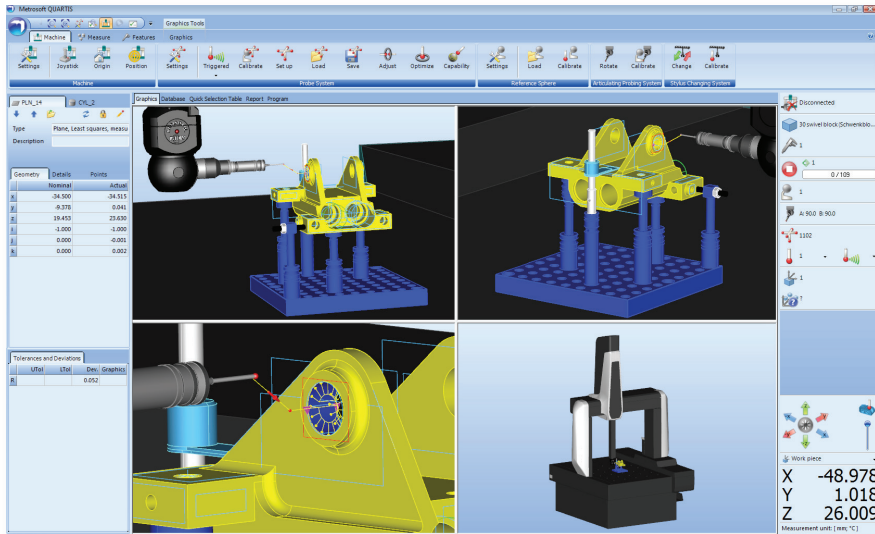 Metrosoft QUARTIS
Graphics Tools
Machine Measure Features Graphics
Settings Joystick Origin Position Settings Triggered Calibrate Set up Load Save Adjust Optimize Capability Settings Load Calibrate Rotate Calibrate Change Calibrate
Machine Probe System Reference Sphere Articulating Probing System Stylus Changing System
PLN_14 CYL_2
Type Plane, Least squares, measu
Description
Geometry Details Points
Nominal Actual
x -34.500 -34.515
y -9.378 0.041
z 19.453 23.630
i -1.000 -1.000
j 0.000 -0.001
k 0.000 0.002
Tolerances and Deviations
UTol LTol Dev. Graphics
R 0.052
Graphics Database Quick Selection Table Report Program
Disconnected
30 swivel block (Schwenkblo...
1
1
0 / 109
1
A: 90.0 B: 90.0
1102
1
1
?
Work piece
X -48.978
Y 1.018
Z 26.009
Measurement unit: [ mm; °C ]